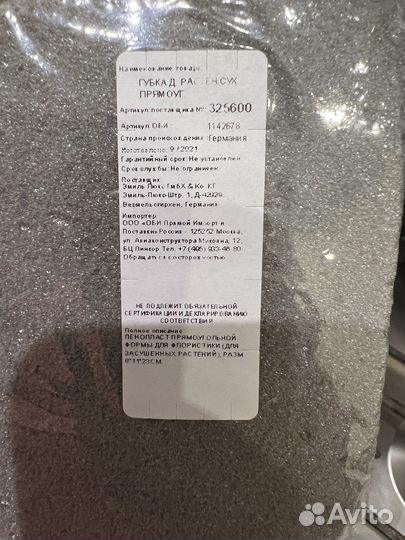 Наименование товара:
ГУБКА Д. РАСТЕН.СУХ
ПРЯМОУГ.
Артикул поставщика №: 325600
Артикул ОБИ: 1142678
Страна происхождения: Германия
Изготовлено: 9/2021
Гарантийный срок: Не установлен
Срок службы: Не ограничен
Поставщик:
Эмиль Люкс ГмбХ & Ко. КГ
Эмиль-Люкс-Штр. 1, Д-42929,
Вермельскирхен, Германия
Импортер:
ООО «ОБИ Прямой Импорт и
Поставки Россия» 125252 Москва,
ул. Авиаконструктора Микояна, 12,
БЦ Линкор Тел. +7 (495) 933-46-80
Обращаться с осторожностью
НЕ ПОДЛЕЖИТ ОБЯЗАТЕЛЬНОЙ
СЕРТИФИКАЦИИ И ДЕКЛАРИРОВАНИЮ
СООТВЕТСТВИЯ
Полное описание:
ПЕНОПЛАСТ ПРЯМОУГОЛЬНОЙ
ФОРМЫ ДЛЯ ФЛОРИСТИКИ (ДЛЯ
ЗАСУШЕННЫХ РАСТЕНИЙ), РАЗМ.
8*11*23СМ.
Avito